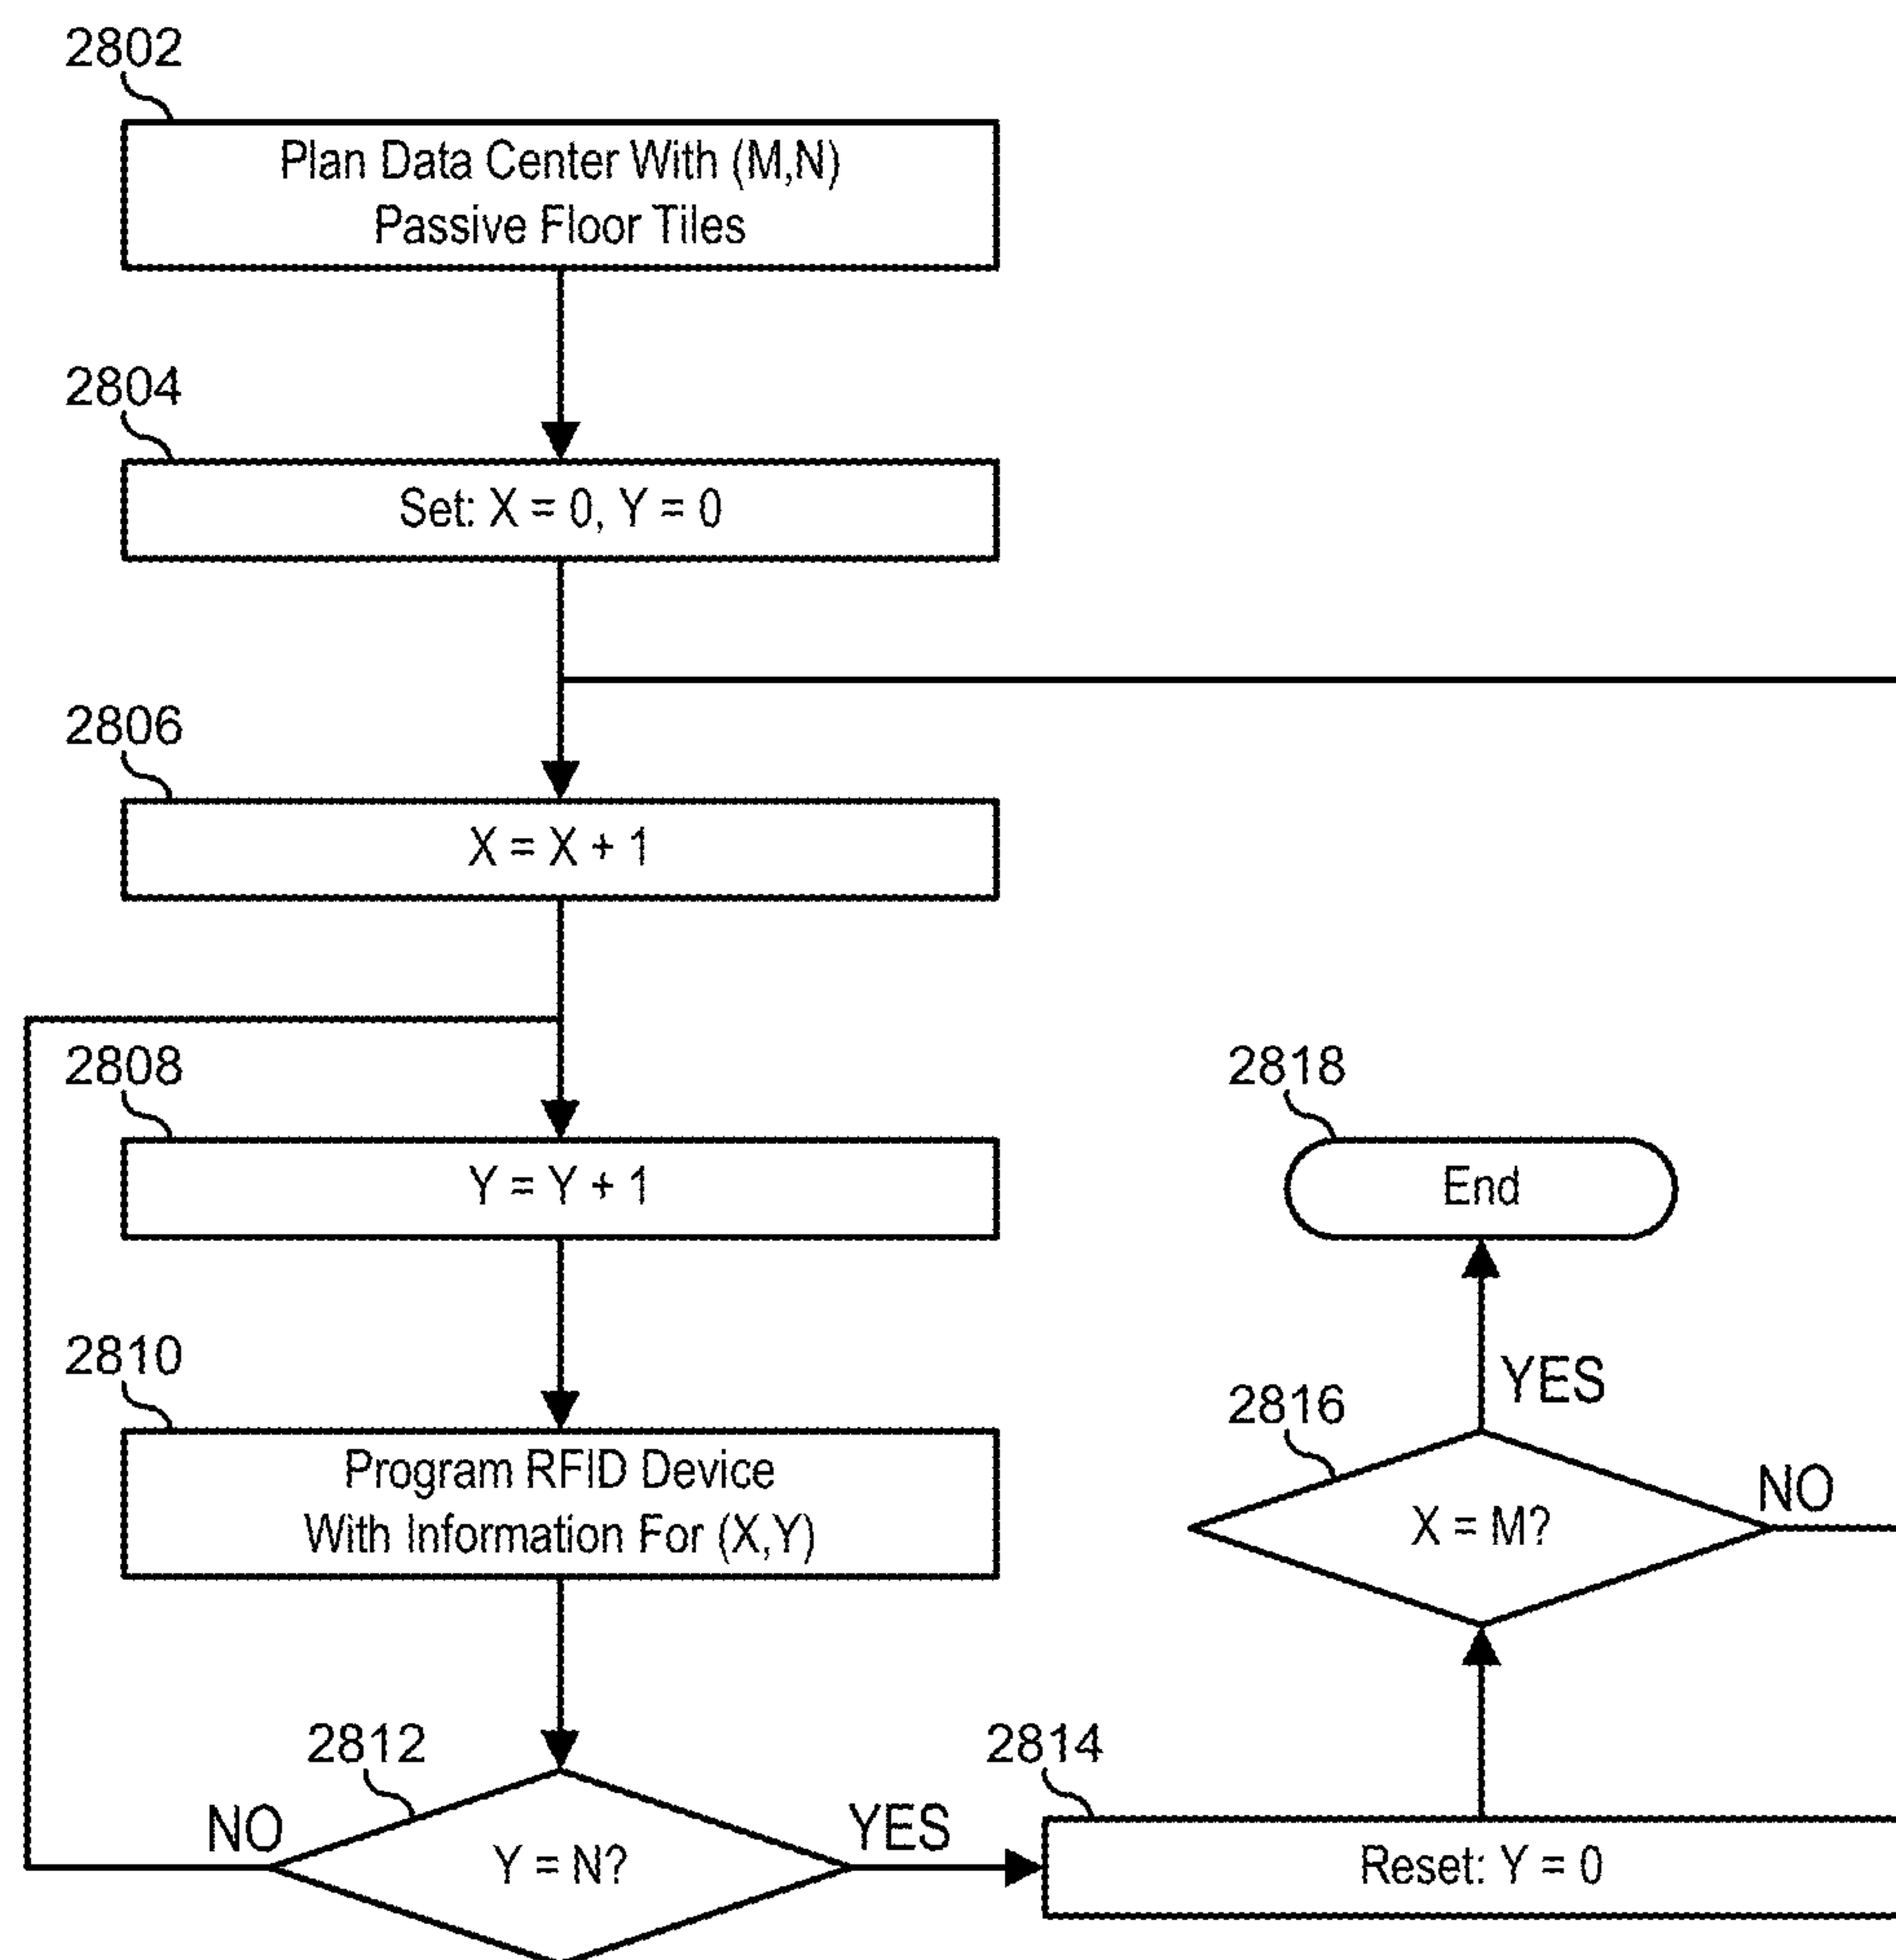 2802
Plan Data Center With (M,N)
Passive Floor Tiles
2804
Set: X = 0, Y = 0
2806
X = X + 1
2808
Y = Y + 1
2810
Program RFID Device
With Information For (X,Y)
2812
NO
Y = N?
YES
2814
Reset: Y = 0
2816
X = M?
NO
YES
2818
End